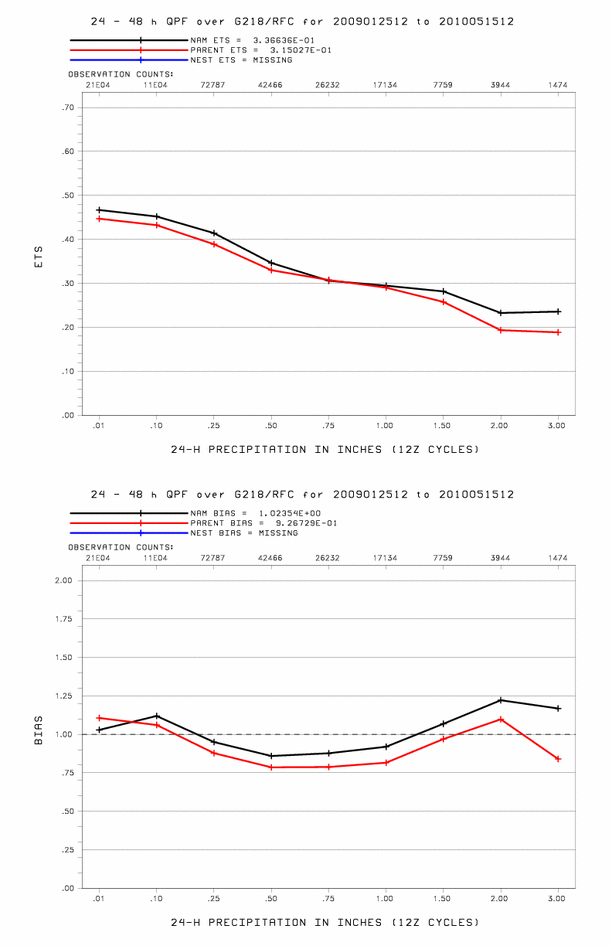 24 - 48 h QPF over G218/RFC for 2009012512 to 2010051512
NAM ETS = 3.36636E-01
PARENT ETS = 3.15027E-01
NEST ETS = MISSING
OBSERVATION COUNTS:
21E04 11E04 72787 42466 26232 17134 7759 3944 1474
.70
.60
.50
.40
.30
.20
.10
.00
ETS
.01 .10 .25 .50 .75 1.00 1.50 2.00 3.00
24-H PRECIPITATION IN INCHES (12Z CYCLES)
24 - 48 h QPF over G218/RFC for 2009012512 to 2010051512
NAM BIAS = 1.02354E+00
PARENT BIAS = 9.26729E-01
NEST BIAS = MISSING
OBSERVATION COUNTS:
21E04 11E04 72787 42466 26232 17134 7759 3944 1474
2.00
1.75
1.50
1.25
1.00
.75
.50
.25
.00
BIAS
.01 .10 .25 .50 .75 1.00 1.50 2.00 3.00
24-H PRECIPITATION IN INCHES (12Z CYCLES)